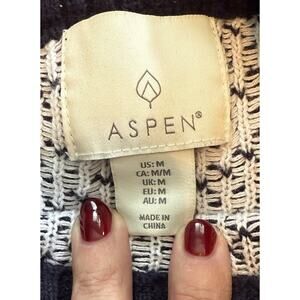 ASPEN®
US: M
CA: M/M
UK: M
EU: M
AU: M
MADE IN
CHINA